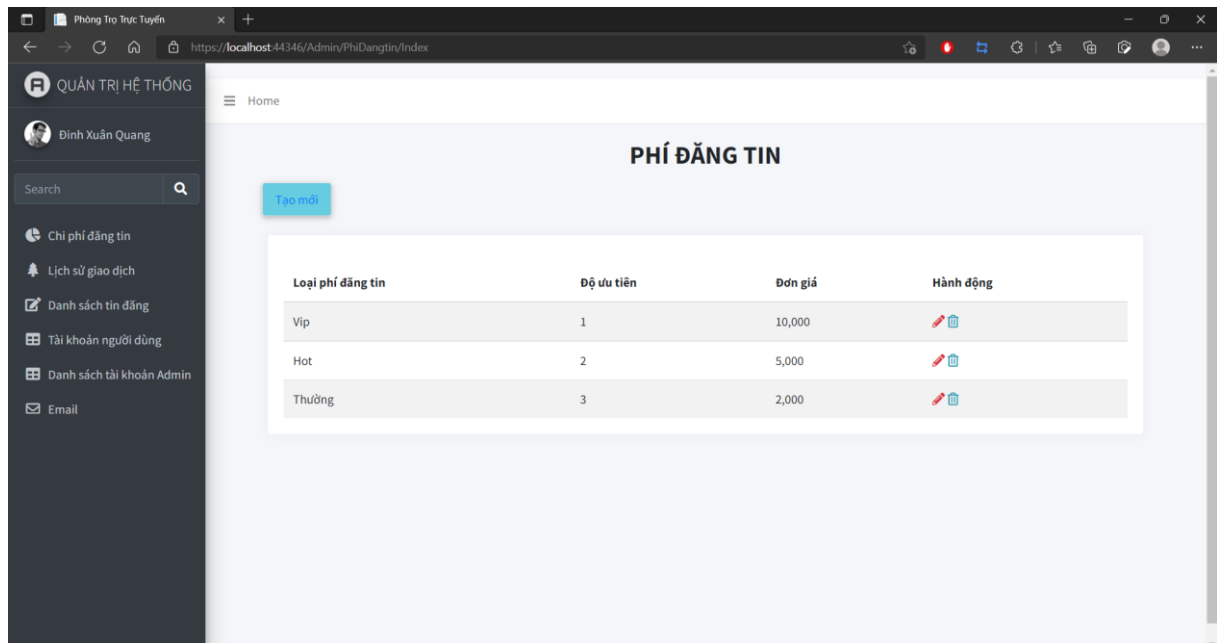 Phòng Trọ Trực Tuyến
https://localhost:44346/Admin/PhiDangtin/Index
QUẢN TRỊ HỆ THỐNG
Home
Đinh Xuân Quang
PHÍ ĐĂNG TIN
Search
Tạo mới
Chi phí đăng tin
Lịch sử giao dịch
Danh sách tin đăng
Tài khoản người dùng
Danh sách tài khoản Admin
Email
Loại phí đăng tin Độ ưu tiên Đơn giá Hành động
Vip 1 10,000
Hot 2 5,000
Thường 3 2,000